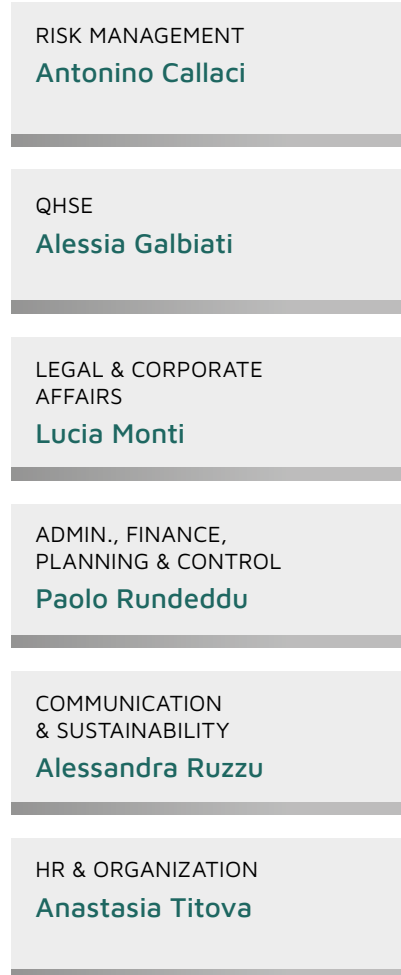 RISK MANAGEMENT
Antonino Callaci
QHSE
Alessia Galbiati
LEGAL & CORPORATE
AFFAIRS
Lucia Monti
ADMIN., FINANCE,
PLANNING & CONTROL
Paolo Rundeddu
COMMUNICATION
& SUSTAINABILITY
Alessandra Ruzzu
HR & ORGANIZATION
Anastasia Titova